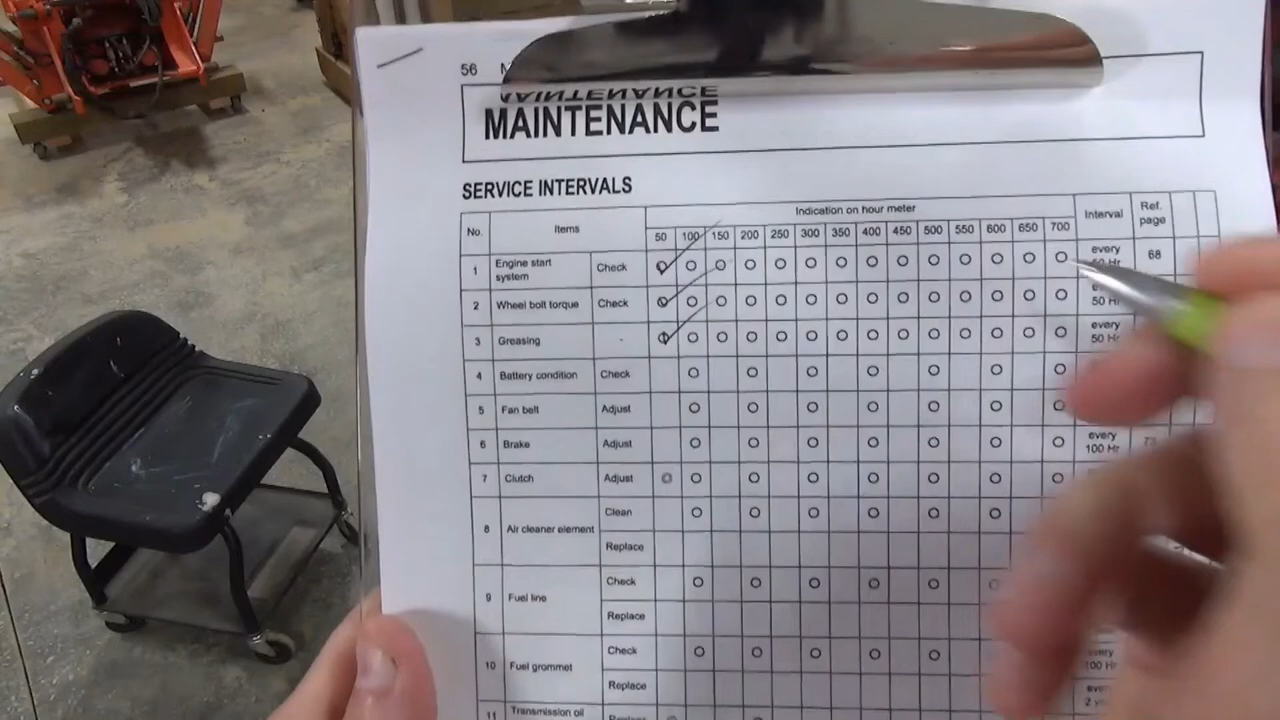 56
MAINTENANCE
MAINTENANCE
SERVICE INTERVALS
No. Items Indication on hour meter Interval Ref. page
50 100 150 200 250 300 350 400 450 500 550 600 650 700
1 Engine start system Check O O O O O O O O O O O O O O every 50 Hr 68
2 Wheel bolt torque Check O O O O O O O O O O O O O O 50 Hr
3 Greasing - O O O O O O O O O O O O O O every 50 Hr
4 Battery condition Check O O O O O O O
5 Fan belt Adjust O O O O O O O
6 Brake Adjust O O O O O O O every 100 Hr
7 Clutch Adjust ◎ O O O O O O O
8 Air cleaner element Clean O O O O O O
Replace
9 Fuel line Check O O O O O O
Replace
10 Fuel grommet Check O O O O O every 100 Hr
Replace
11 Transmission oil